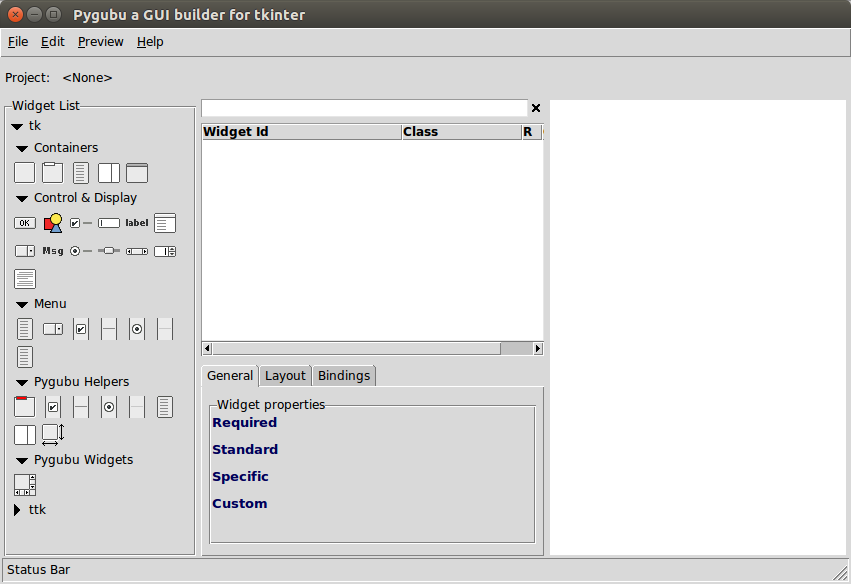 Pygubu a GUI builder for tkinter
File Edit Preview Help
Project: <None>
Widget List
tk
Containers
Control & Display
OK label
Msg
Menu
Pygubu Helpers
Pygubu Widgets
ttk
Widget Id Class R
General Layout Bindings
Widget properties
Required
Standard
Specific
Custom
Status Bar